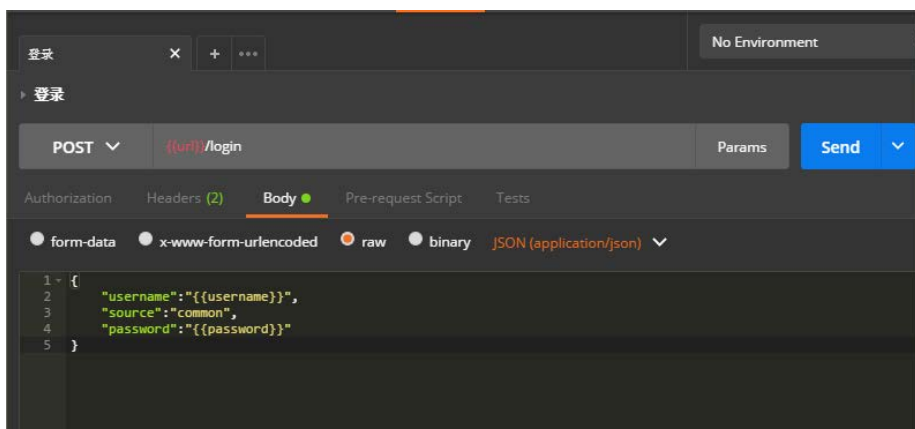 登录 × + •••
No Environment
登录
POST {{url}}/login Params Send
Authorization Headers (2) Body Pre-request Script Tests
form-data x-www-form-urlencoded raw binary JSON (application/json)
1 {
2 "username":"{{username}}",
3 "source":"common",
4 "password":"{{password}}"
5 }